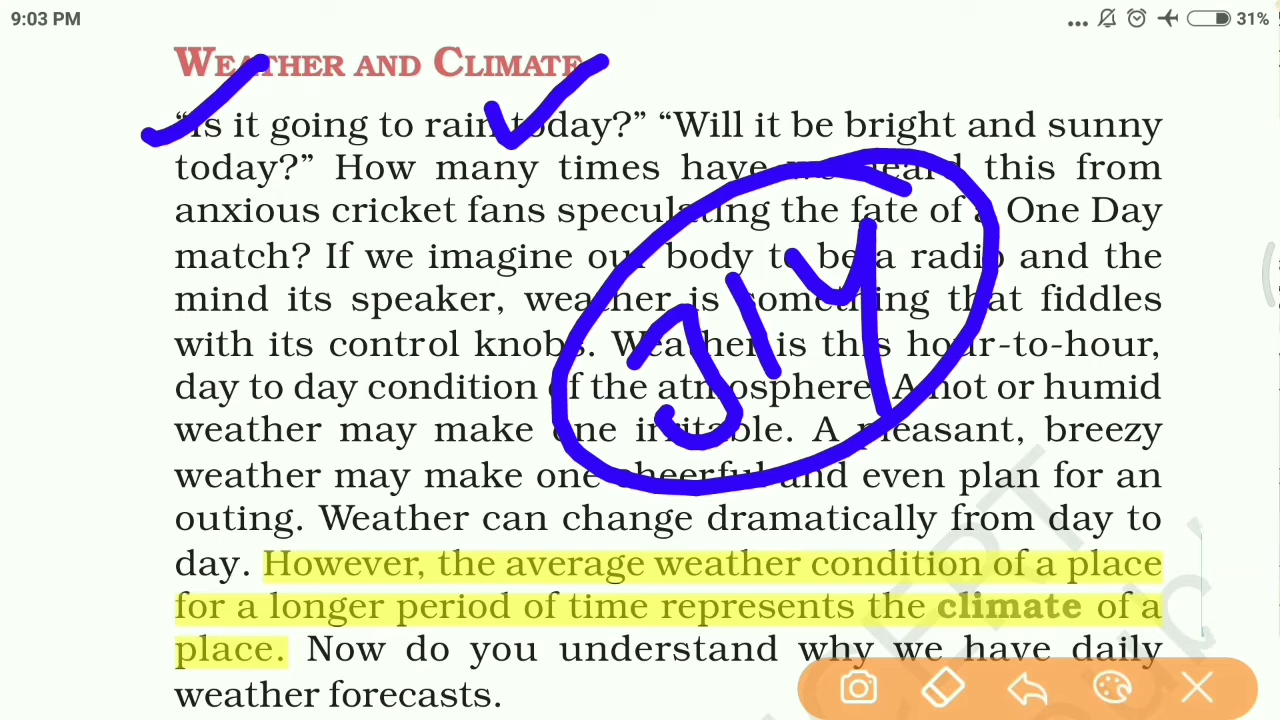 9:03 PM
31%
WEATHER AND CLIMATE
“Is it going to rain today?” “Will it be bright and sunny
today?” How many times have we heard this from
anxious cricket fans speculating the fate of a One Day
match? If we imagine our body to be a radio and the
mind its speaker, weather is something that fiddles
with its control knobs. Weather is this hour-to-hour,
day to day condition of the atmosphere. A hot or humid
weather may make one irritable. A pleasant, breezy
weather may make one cheerful and even plan for an
outing. Weather can change dramatically from day to
day. However, the average weather condition of a place
for a longer period of time represents the climate of a
place. Now do you understand why we have daily
weather forecasts.